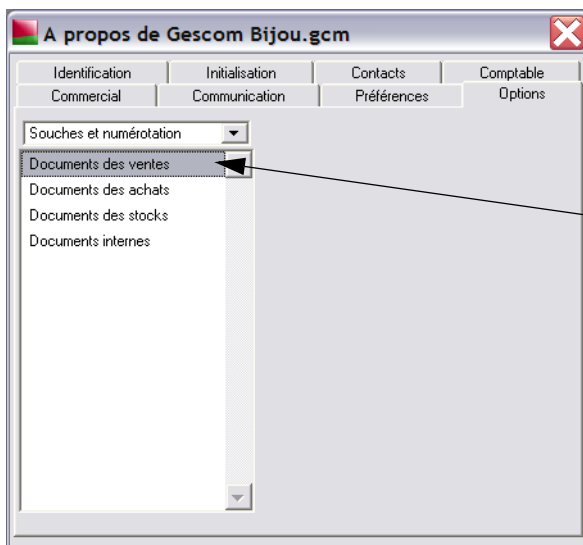 A propos de Gescom Bijou.gcm
Identification Initialisation Contacts Comptable
Commercial Communication Préférences Options
Souches et numérotation
Documents des ventes
Documents des achats
Documents des stocks
Documents internes